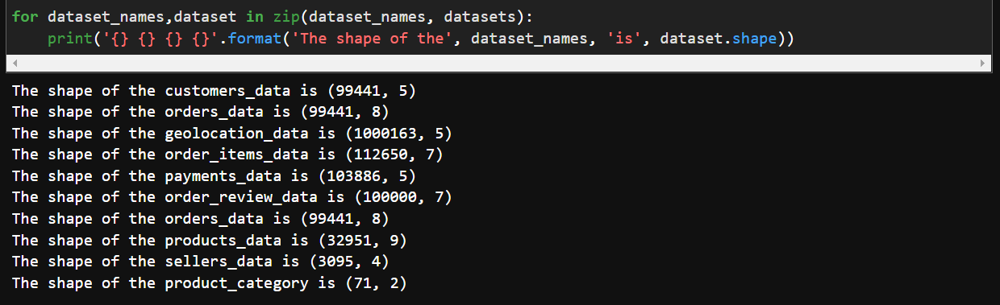 for dataset_names,dataset in zip(dataset_names, datasets):
    print('{} {} {} {}'.format('The shape of the', dataset_names, 'is', dataset.shape))
The shape of the customers_data is (99441, 5)
The shape of the orders_data is (99441, 8)
The shape of the geolocation_data is (1000163, 5)
The shape of the order_items_data is (112650, 7)
The shape of the payments_data is (103886, 5)
The shape of the order_review_data is (100000, 7)
The shape of the orders_data is (99441, 8)
The shape of the products_data is (32951, 9)
The shape of the sellers_data is (3095, 4)
The shape of the product_category is (71, 2)